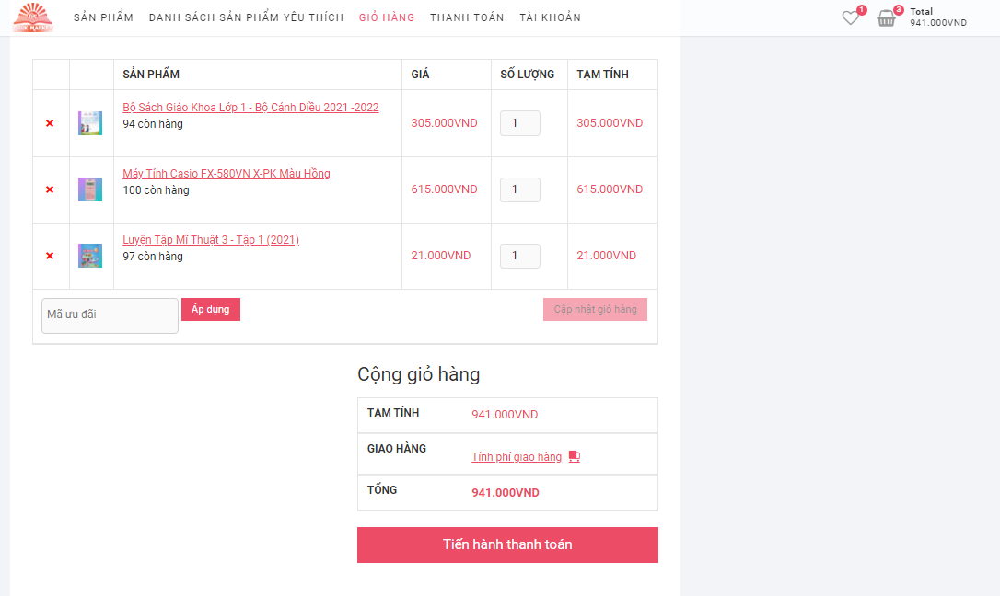 BOOK MARKET
SẢN PHẨM DANH SÁCH SẢN PHẨM YÊU THÍCH GIỎ HÀNG THANH TOÁN TÀI KHOẢN
1 3 Total
941.000VND
SẢN PHẨM GIÁ SỐ LƯỢNG TẠM TÍNH
× Bộ Sách Giáo Khoa Lớp 1 - Bộ Cánh Diều 2021 -2022 305.000VND 1 305.000VND
94 còn hàng
× Máy Tính Casio FX-580VN X-PK Màu Hồng 615.000VND 1 615.000VND
100 còn hàng
× Luyện Tập Mĩ Thuật 3 - Tập 1 (2021) 21.000VND 1 21.000VND
97 còn hàng
Mã ưu đãi Áp dụng Cập nhật giỏ hàng
Cộng giỏ hàng
TẠM TÍNH 941.000VND
GIAO HÀNG Tính phí giao hàng
TỔNG 941.000VND
Tiến hành thanh toán